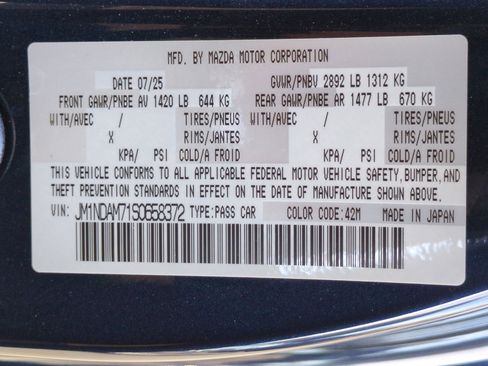 MFD. BY MAZDA MOTOR CORPORATION
DATE 07/25 GVWR/PNBV 2892 LB 1312 KG
FRONT GAWR/PNBE AV 1420 LB 644 KG REAR GAWR/PNBE AR 1477 LB 670 KG
WITH/AVEC / TIRES/PNEUS WITH/AVEC / TIRES/PNEUS
X RIMS/JANTES X RIMS/JANTES
KPA/ PSI COLD/A FROID KPA/ PSI COLD/A FROID
THIS VEHICLE CONFORMS TO ALL APPLICABLE FEDERAL MOTOR VEHICLE SAFETY, BUMPER, AND
THEFT PREVENTION STANDARDS IN EFFECT ON THE DATE OF MANUFACTURE SHOWN ABOVE.
VIN: JM1NDAM71S0658372 TYPE:PASS CAR COLOR CODE:42M MADE IN JAPAN